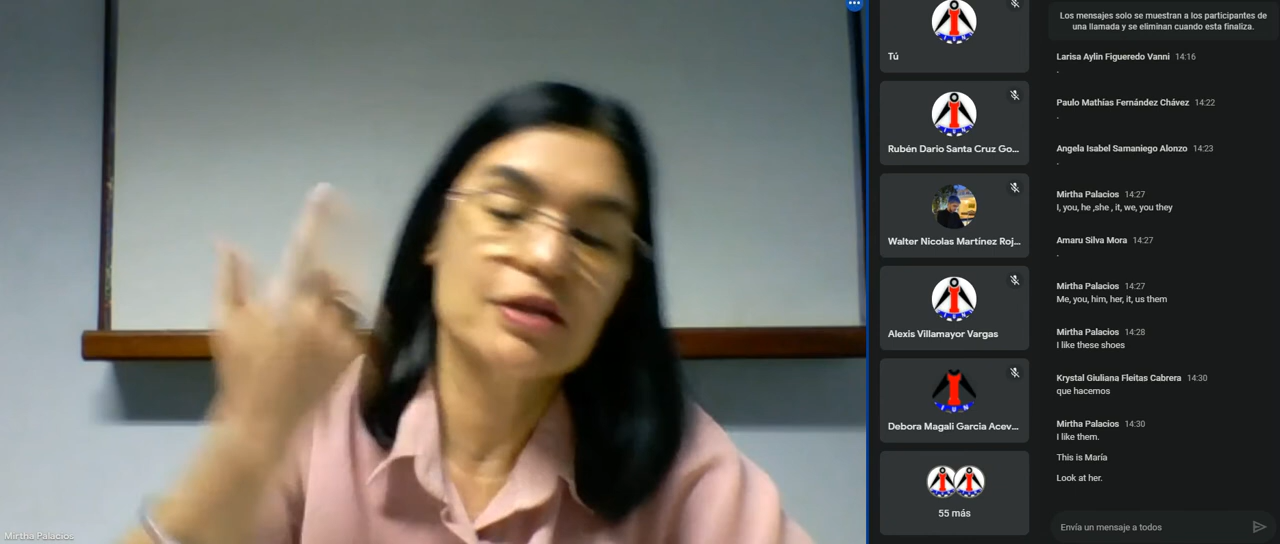 Mirtha Palacios
Tú
Rubén Dario Santa Cruz Go...
Walter Nicolas Martínez Roj...
Alexis Villamayor Vargas
Debora Magali Garcia Acev...
55 más
Los mensajes solo se muestran a los participantes de
una llamada y se eliminan cuando esta finaliza.
Larisa Aylin Figueredo Vanni 14:16
.
Paulo Mathías Fernández Chávez 14:22
.
Angela Isabel Samaniego Alonzo 14:23
.
Mirtha Palacios 14:27
I, you, he ,she , it, we, you they
Amaru Silva Mora 14:27
.
Mirtha Palacios 14:27
Me, you, him, her, it, us them
Mirtha Palacios 14:28
I like these shoes
Krystal Giuliana Fleitas Cabrera 14:30
que hacemos
Mirtha Palacios 14:30
I like them.
This is María
Look at her.
Envía un mensaje a todos